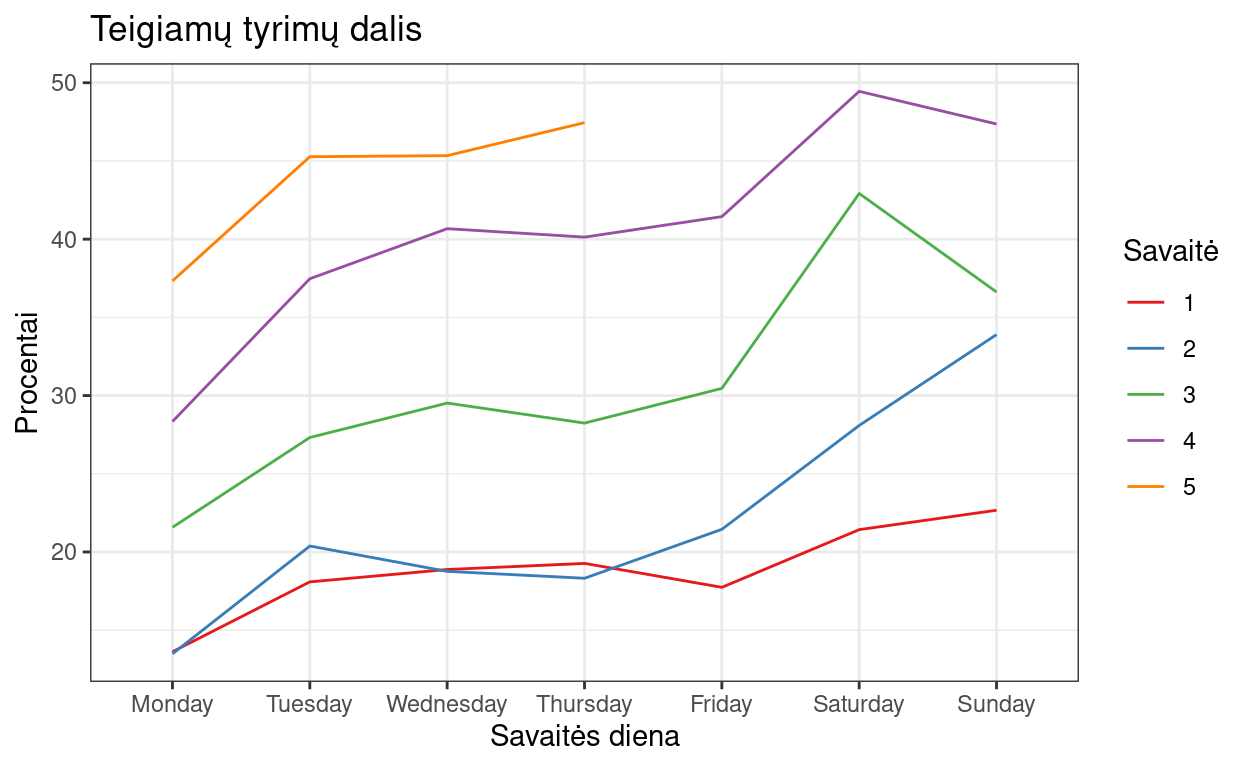 Teigiamų tyrimų dalis
50
40
30
20
Procentai
Monday Tuesday Wednesday Thursday Friday Saturday Sunday
Savaitės diena
Savaitė
1
2
3
4
5